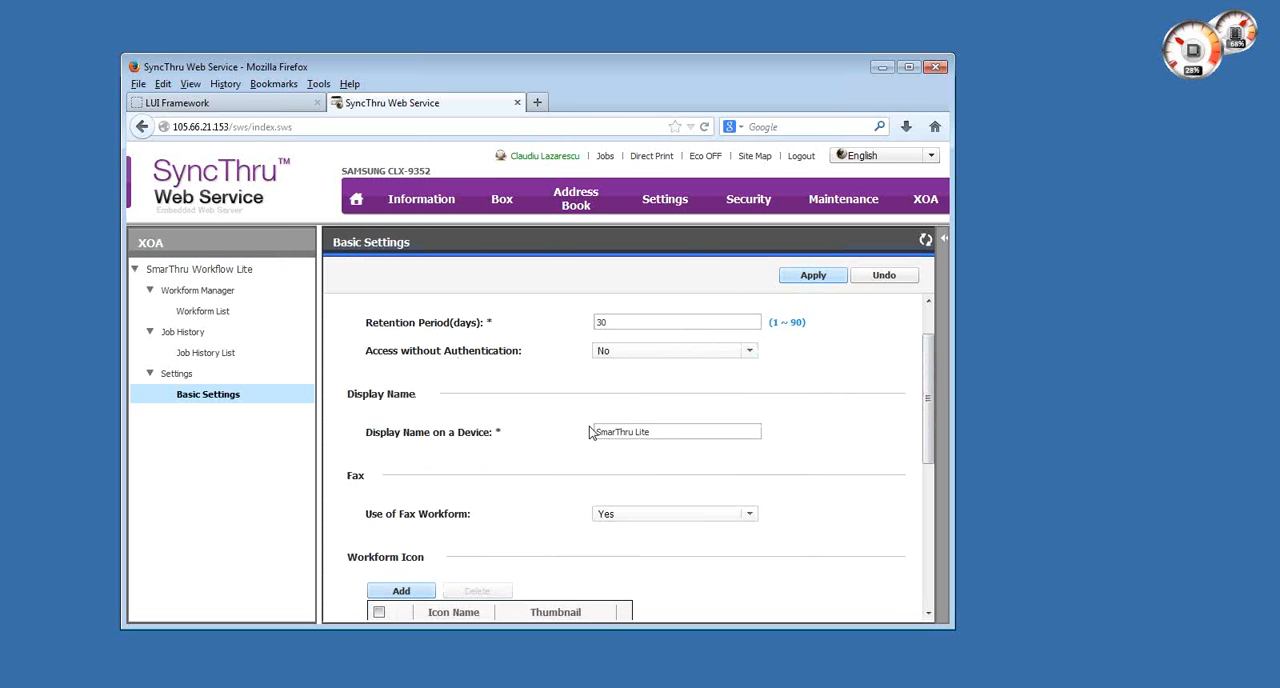 28%
68%
SyncThru Web Service - Mozilla Firefox
File Edit View History Bookmarks Tools Help
LUI Framework
SyncThru Web Service
105.66.21.153/sws/index.sws
Google
SyncThru™
Web Service
Embedded Web Server
Claudiu Lazarescu | Jobs | Direct Print | Eco OFF | Site Map | Logout
English
SAMSUNG CLX-9352
Information
Box
Address
Book
Settings
Security
Maintenance
XOA
XOA
SmarThru Workflow Lite
Workform Manager
Workform List
Job History
Job History List
Settings
Basic Settings
Basic Settings
Apply
Undo
Retention Period(days): * 30 (1 ~ 90)
Access without Authentication: No
Display Name
Display Name on a Device: * SmarThru Lite
Fax
Use of Fax Workform: Yes
Workform Icon
Add
Delete
Icon Name
Thumbnail